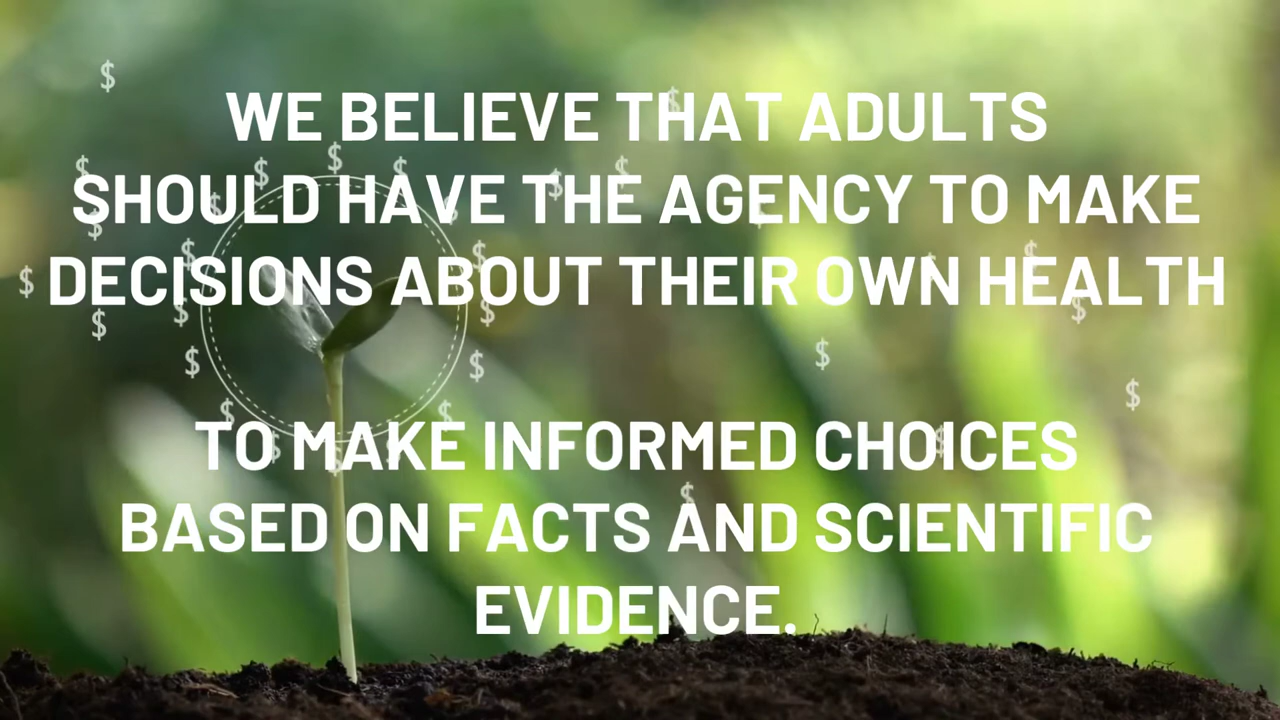 WE BELIEVE THAT ADULTS
SHOULD HAVE THE AGENCY TO MAKE
DECISIONS ABOUT THEIR OWN HEALTH
TO MAKE INFORMED CHOICES
BASED ON FACTS AND SCIENTIFIC
EVIDENCE.